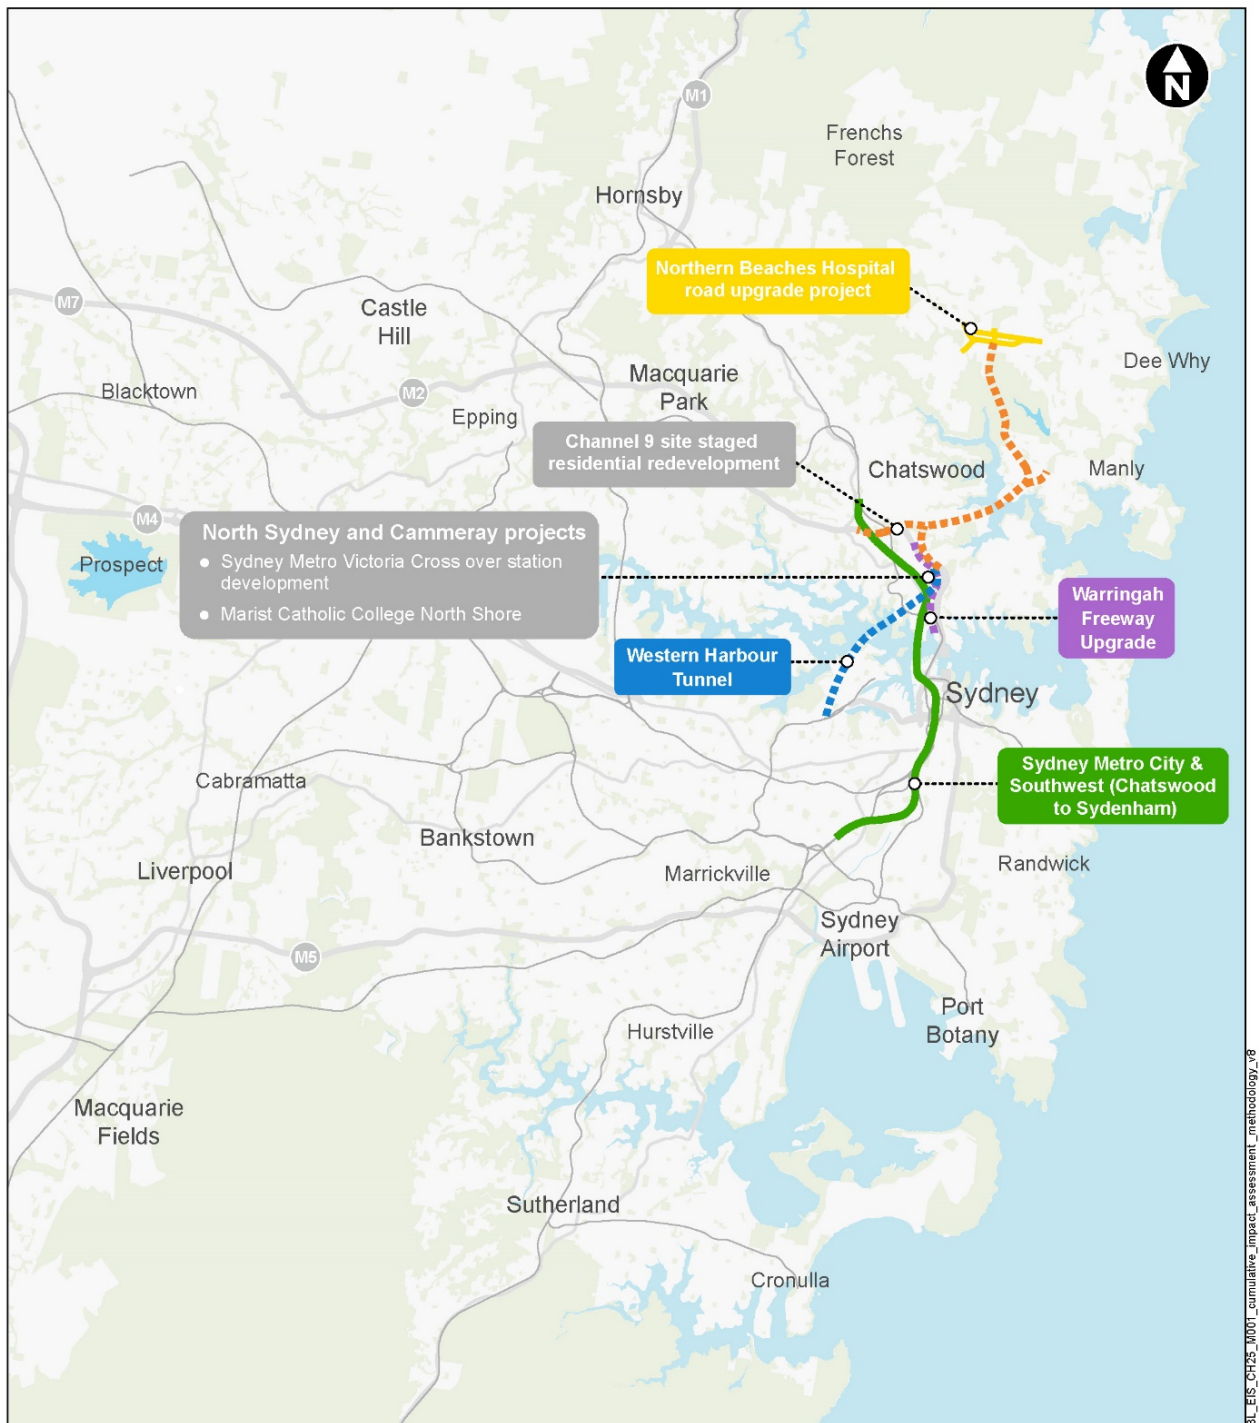 N
M1
Frenchs
Forest
Hornsby
Northern Beaches Hospital
road upgrade project
M7
Castle
Hill
Dee Why
Blacktown
M2
Macquarie
Park
Epping
Channel 9 site staged
residential redevelopment
Chatswood
Manly
M4
North Sydney and Cammeray projects
Sydney Metro Victoria Cross over station
development
Marist Catholic College North Shore
Prospect
Warringah
Freeway
Upgrade
Western Harbour
Tunnel
Sydney
Cabramatta
Sydney Metro City &
Southwest (Chatswood
to Sydenham)
Bankstown
Liverpool
Marrickville
Randwick
Sydney
Airport
M5
Port
Botany
Hurstville
Macquarie
Fields
Sutherland
Cronulla
BL_EIS_CH25_M001_cumulative_impact_assessment_methodology_v8